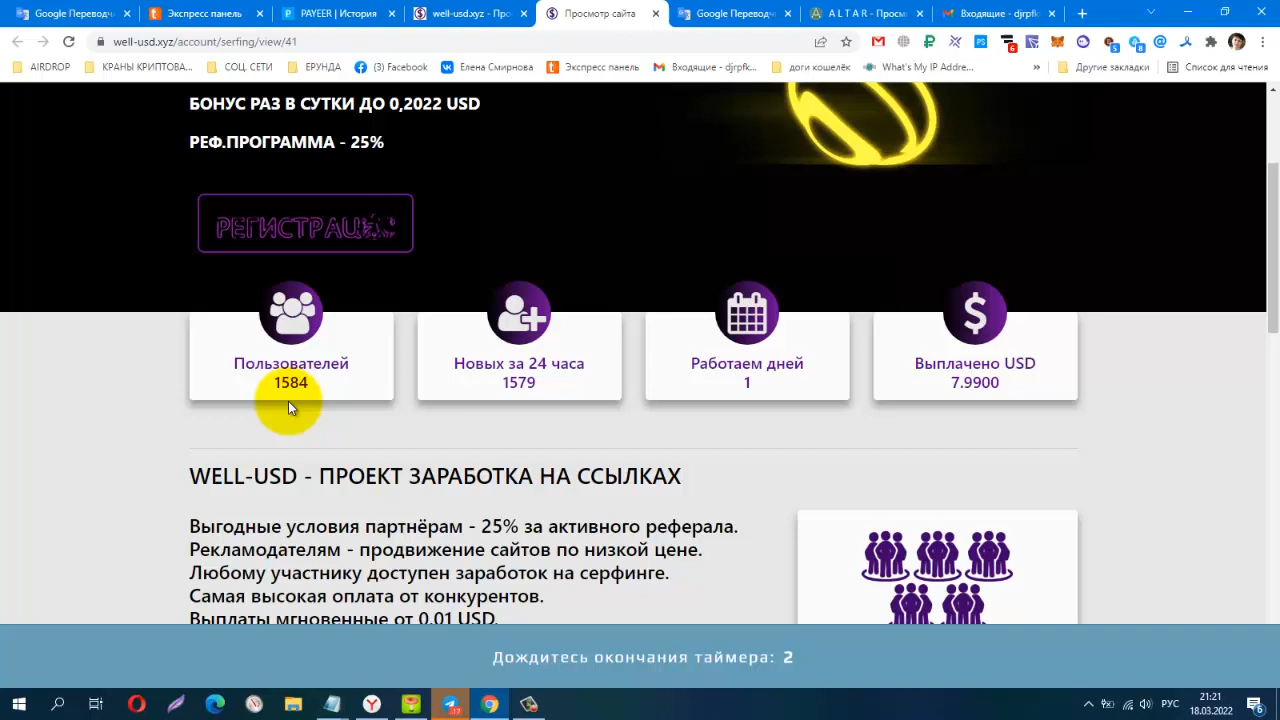 Google Переводч
Экспресс панель
PAYEER | История
well-usd.xyz - Про
Просмотр сайта
Google Переводч
A L T A R - Просм
Входящие - djrpfk
well-usd.xyz/account/serfing/view/41
AIRDROP
КРАНЫ КРИПТОВА...
СОЦ. СЕТИ
ЕРУНДА
(3) Facebook
Елена Смирнова
Экспресс панель
Входящие - djrpfk...
доги кошелёк
What's My IP Addre...
»
Другие закладки
Список для чтения
БОНУС РАЗ В СУТКИ ДО 0,2022 USD
РЕФ.ПРОГРАММА - 25%
РЕГИСТРАЦИЯ
Пользователей
1584
Новых за 24 часа
1579
Работаем дней
1
Выплачено USD
7.9900
WELL-USD - ПРОЕКТ ЗАРАБОТКА НА ССЫЛКАХ
Выгодные условия партнёрам - 25% за активного реферала.
Рекламодателям - продвижение сайтов по низкой цене.
Любому участнику доступен заработок на серфинге.
Самая высокая оплата от конкурентов.
Выплаты мгновенные от 0.01 USD.
Дождитесь окончания таймера: 2
РУС
21:21
18.03.2022